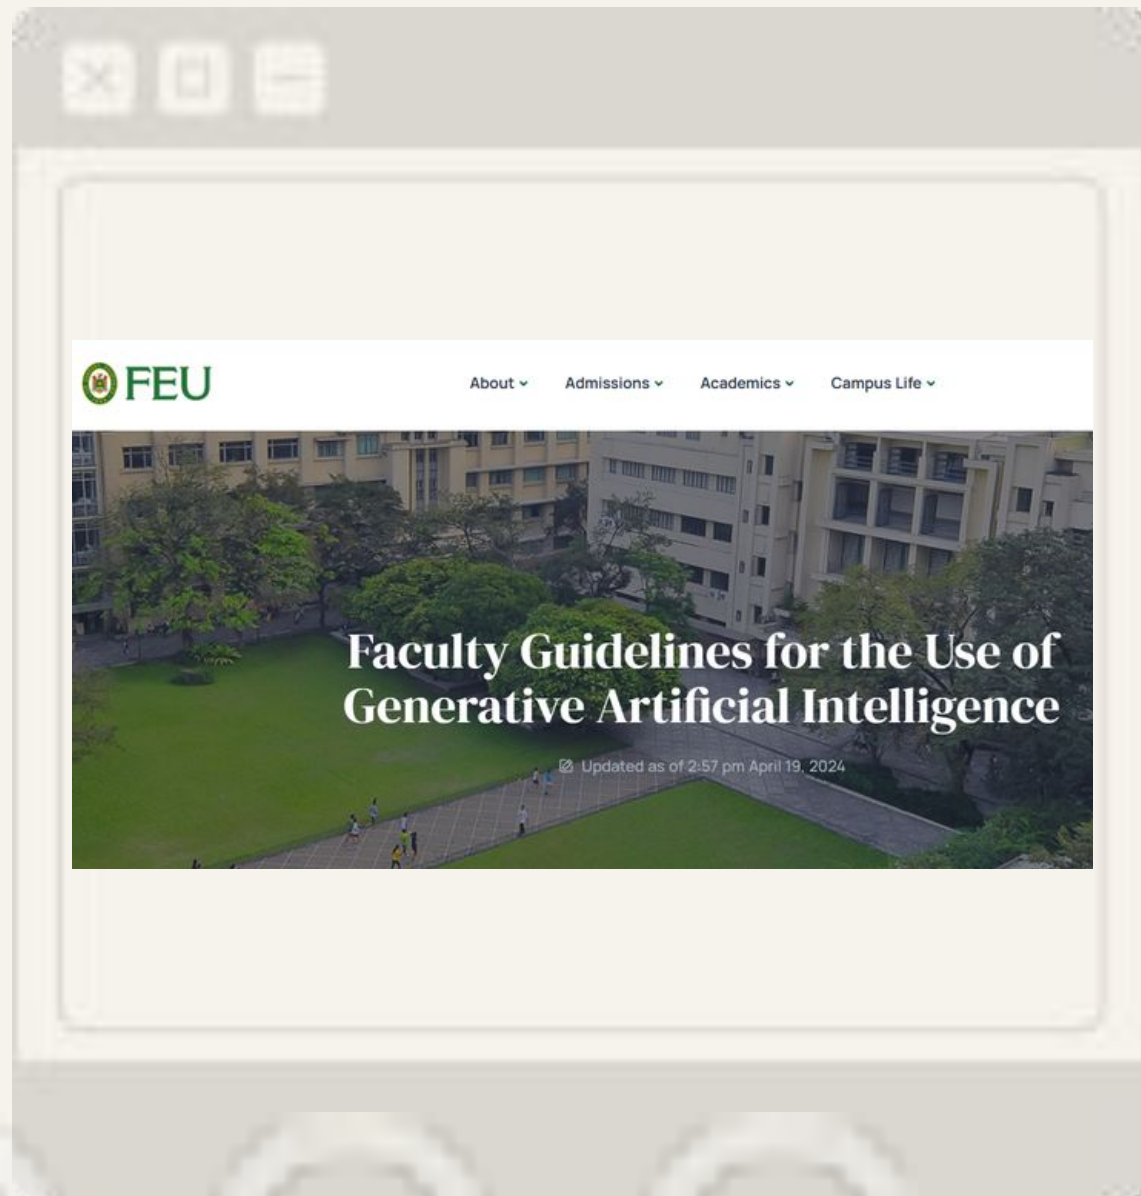 FEU
About
Admissions
Academics
Campus Life
Faculty Guidelines for the Use of
Generative Artificial Intelligence
Updated as of 2:57 pm April 19, 2024